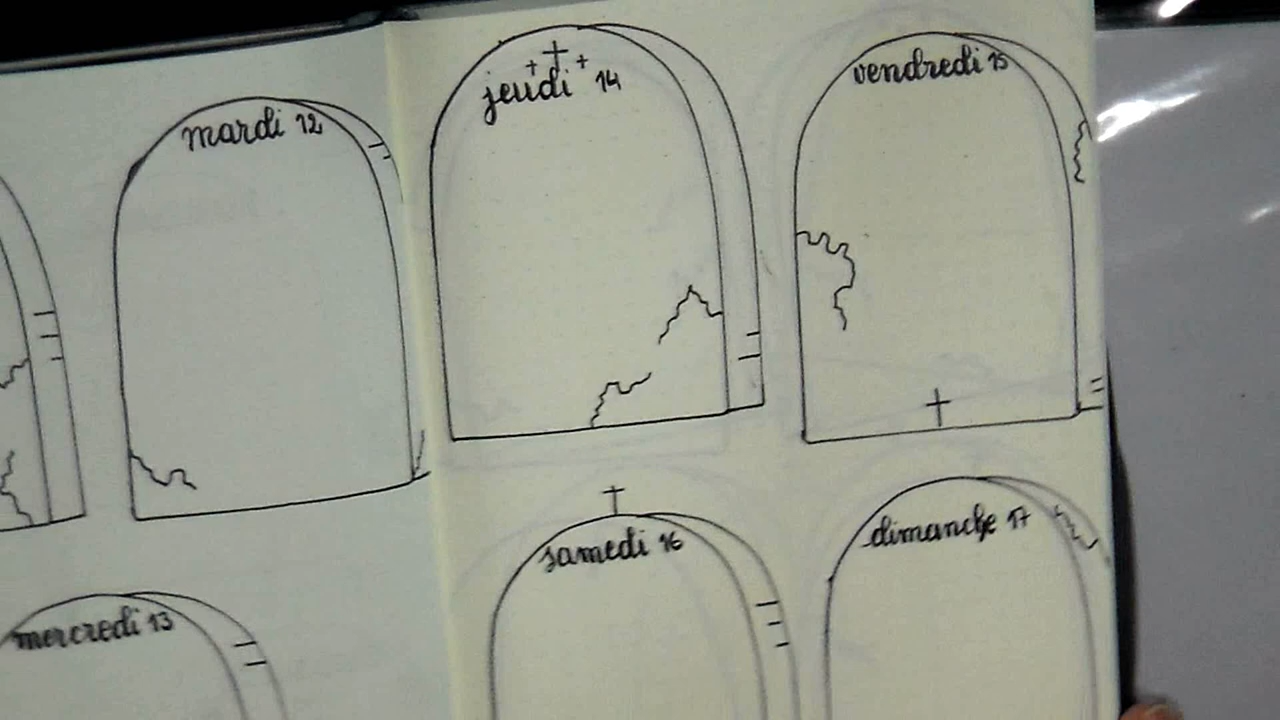 mardi 12
mercredi 13
jeudi 14
vendredi 15
samedi 16
dimanche 17